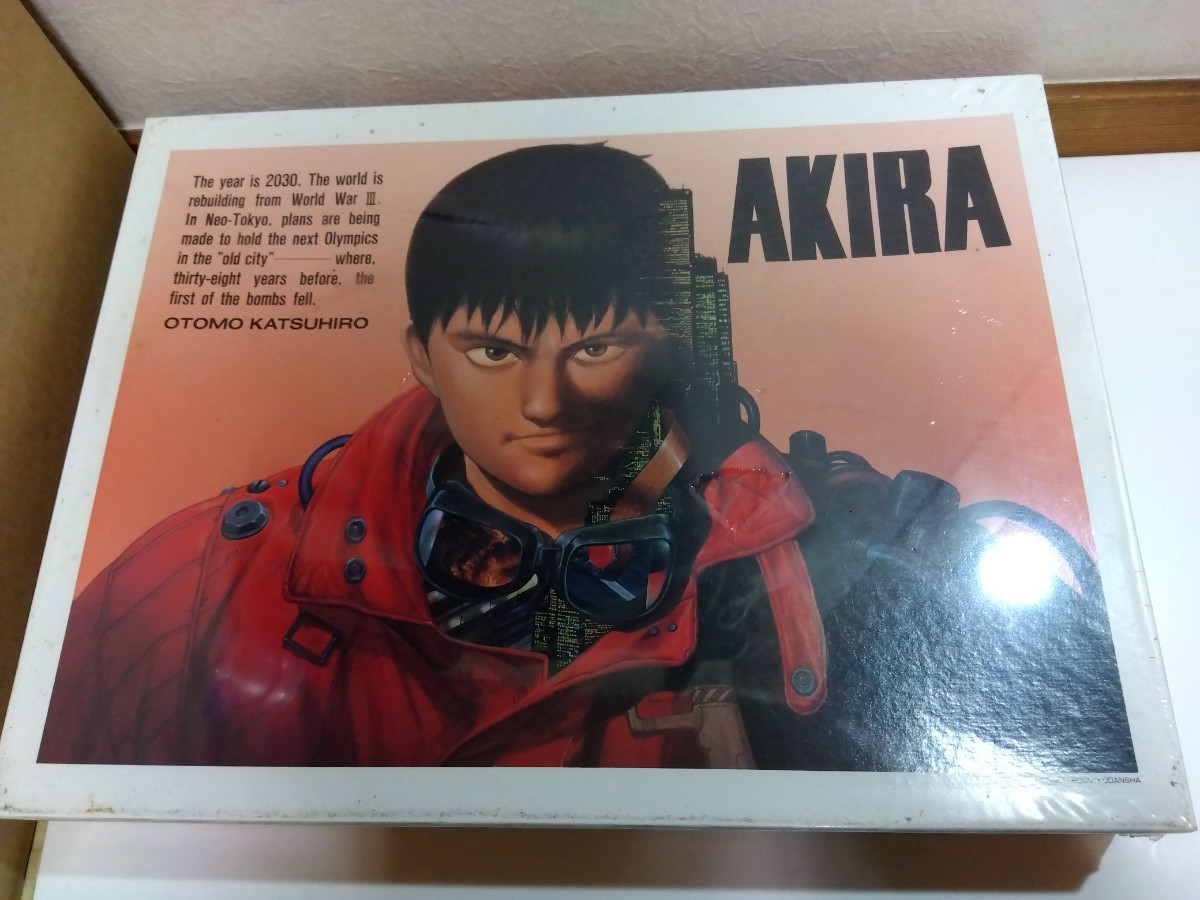 The year is 2030. The world is
rebuilding from World War III.
In Neo-Tokyo, plans are being
made to hold the next Olympics
in the "old city"——where,
thirty-eight years before, the
first of the bombs fell.
OTOMO KATSUHIRO
AKIRA
KODANSHA